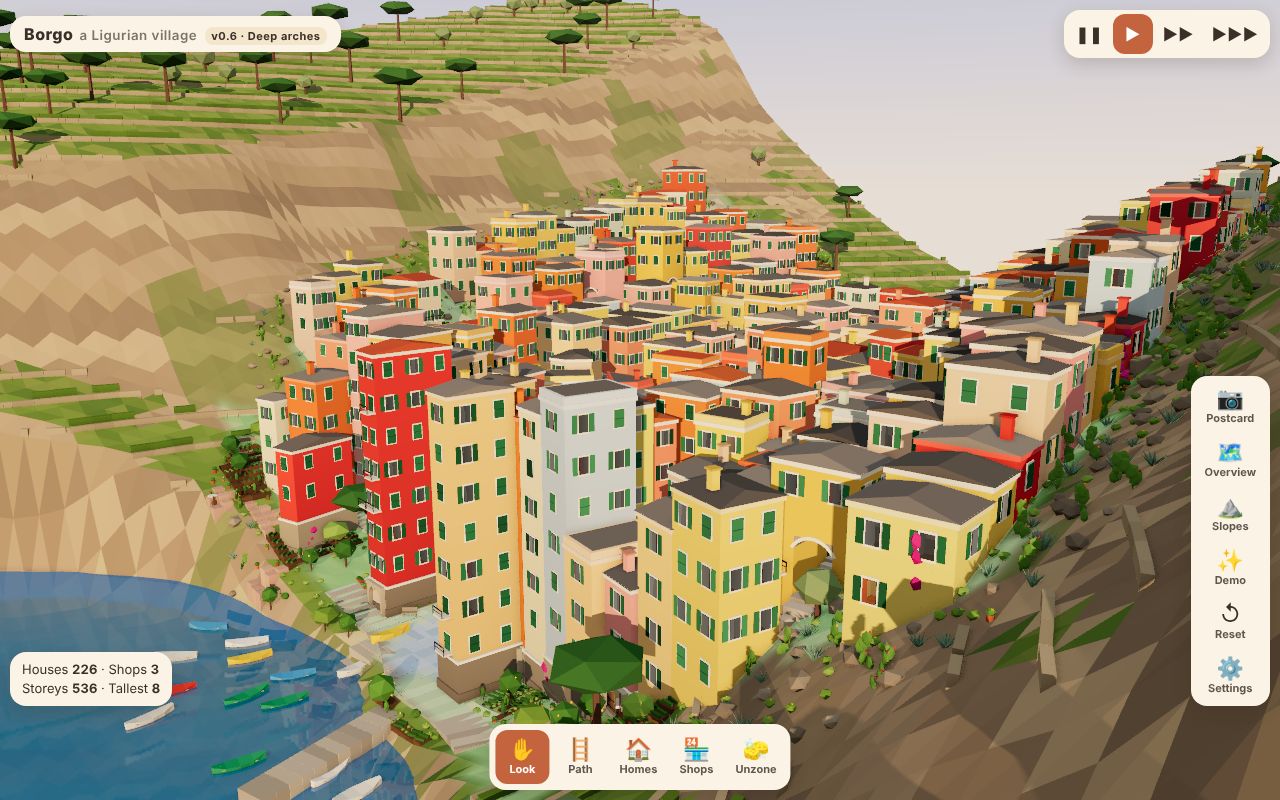 Borgo a Ligurian village v0.6 · Deep arches
Postcard
Overview
Slopes
Demo
Reset
Settings
Houses 226 · Shops 3
Storeys 536 · Tallest 8
Look
Path
Homes
24
Shops
Unzone